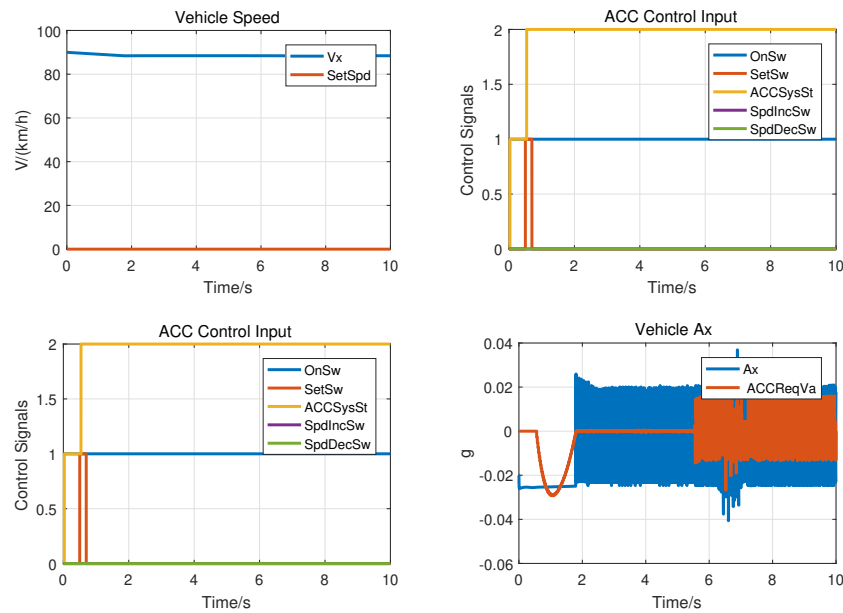 Vehicle Speed
100
80
60
40
20
0
V/(km/h)
Vx
SetSpd
0 2 4 6 8 10
Time/s
ACC Control Input
2
1.5
1
0.5
0
Control Signals
OnSw
SetSw
ACCSysSt
SpdIncSw
SpdDecSw
0 2 4 6 8 10
Time/s
ACC Control Input
2
1.5
1
0.5
0
Control Signals
OnSw
SetSw
ACCSysSt
SpdIncSw
SpdDecSw
0 2 4 6 8 10
Time/s
Vehicle Ax
0.04
0.02
0
-0.02
-0.04
-0.06
g
Ax
ACCReqVa
0 2 4 6 8 10
Time/s